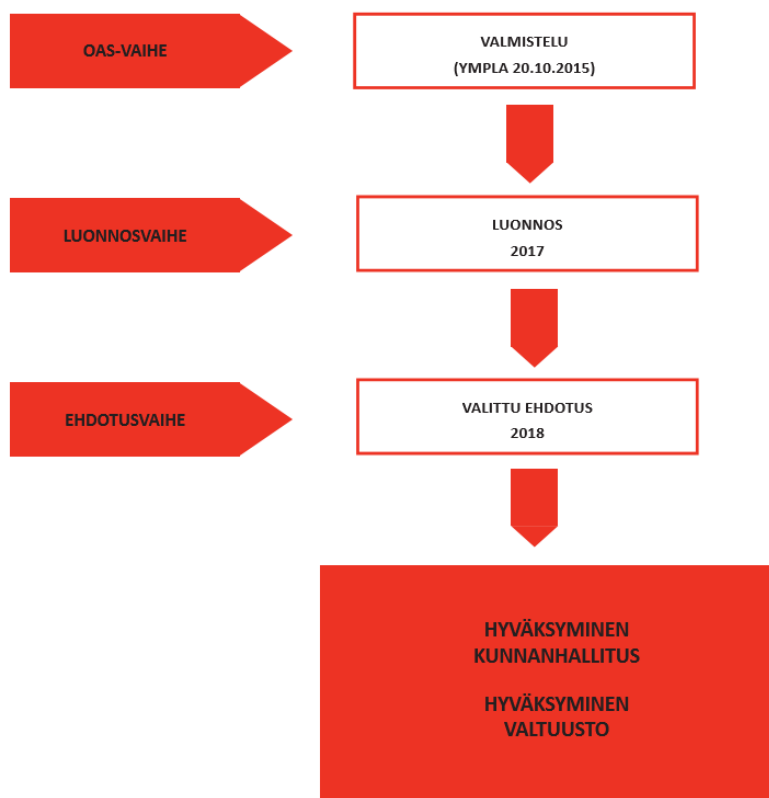 OAS-VAIHE
VALMISTELU
(YMPLA 20.10.2015)
LUONNOSVAIHE
LUONNOS
2017
EHDOTUSVAIHE
VALITTU EHDOTUS
2018
HYVÄKSYMINEN
KUNNANHALLITUS
HYVÄKSYMINEN
VALTUUSTO